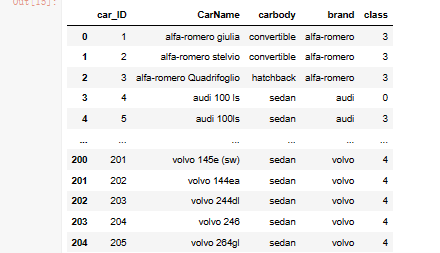 Out[15]:
car_ID CarName carbody brand class
0 1 alfa-romero giulia convertible alfa-romero 3
1 2 alfa-romero stelvio convertible alfa-romero 3
2 3 alfa-romero Quadrifoglio hatchback alfa-romero 3
3 4 audi 100 ls sedan audi 0
4 5 audi 100ls sedan audi 3
... ... ... ... ... ...
200 201 volvo 145e (sw) sedan volvo 4
201 202 volvo 144ea sedan volvo 4
202 203 volvo 244dl sedan volvo 4
203 204 volvo 246 sedan volvo 4
204 205 volvo 264gl sedan volvo 4